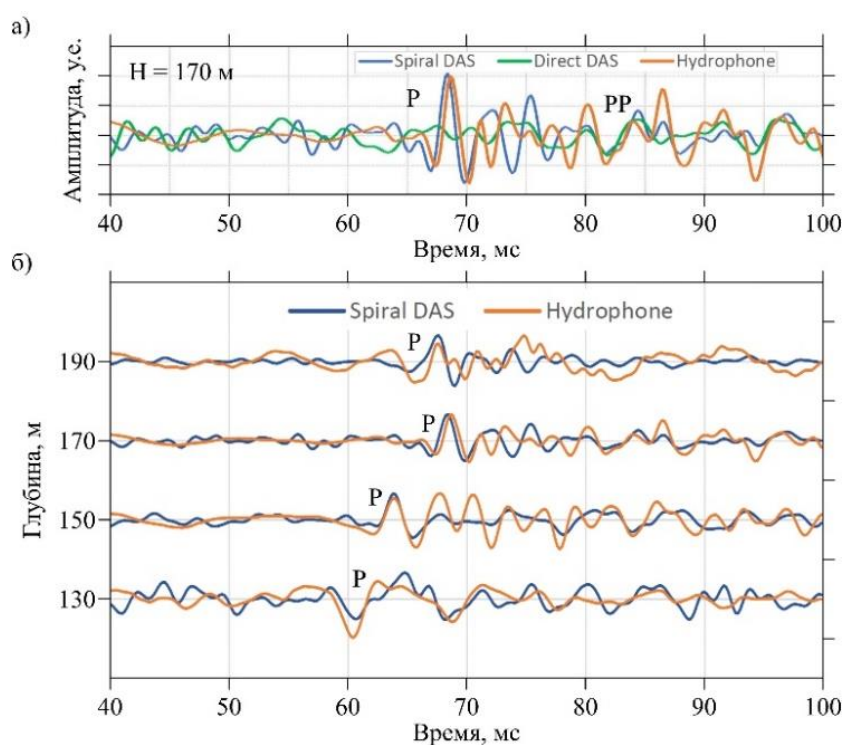 а)
Spiral DAS Direct DAS Hydrophone
H = 170 м
P
PP
Амплитуда, у.е.
40 50 60 70 80 90 100
Время, мс
б)
Spiral DAS Hydrophone
P
190
P
170
P
150
P
130
Глубина, м
40 50 60 70 80 90 100
Время, мс